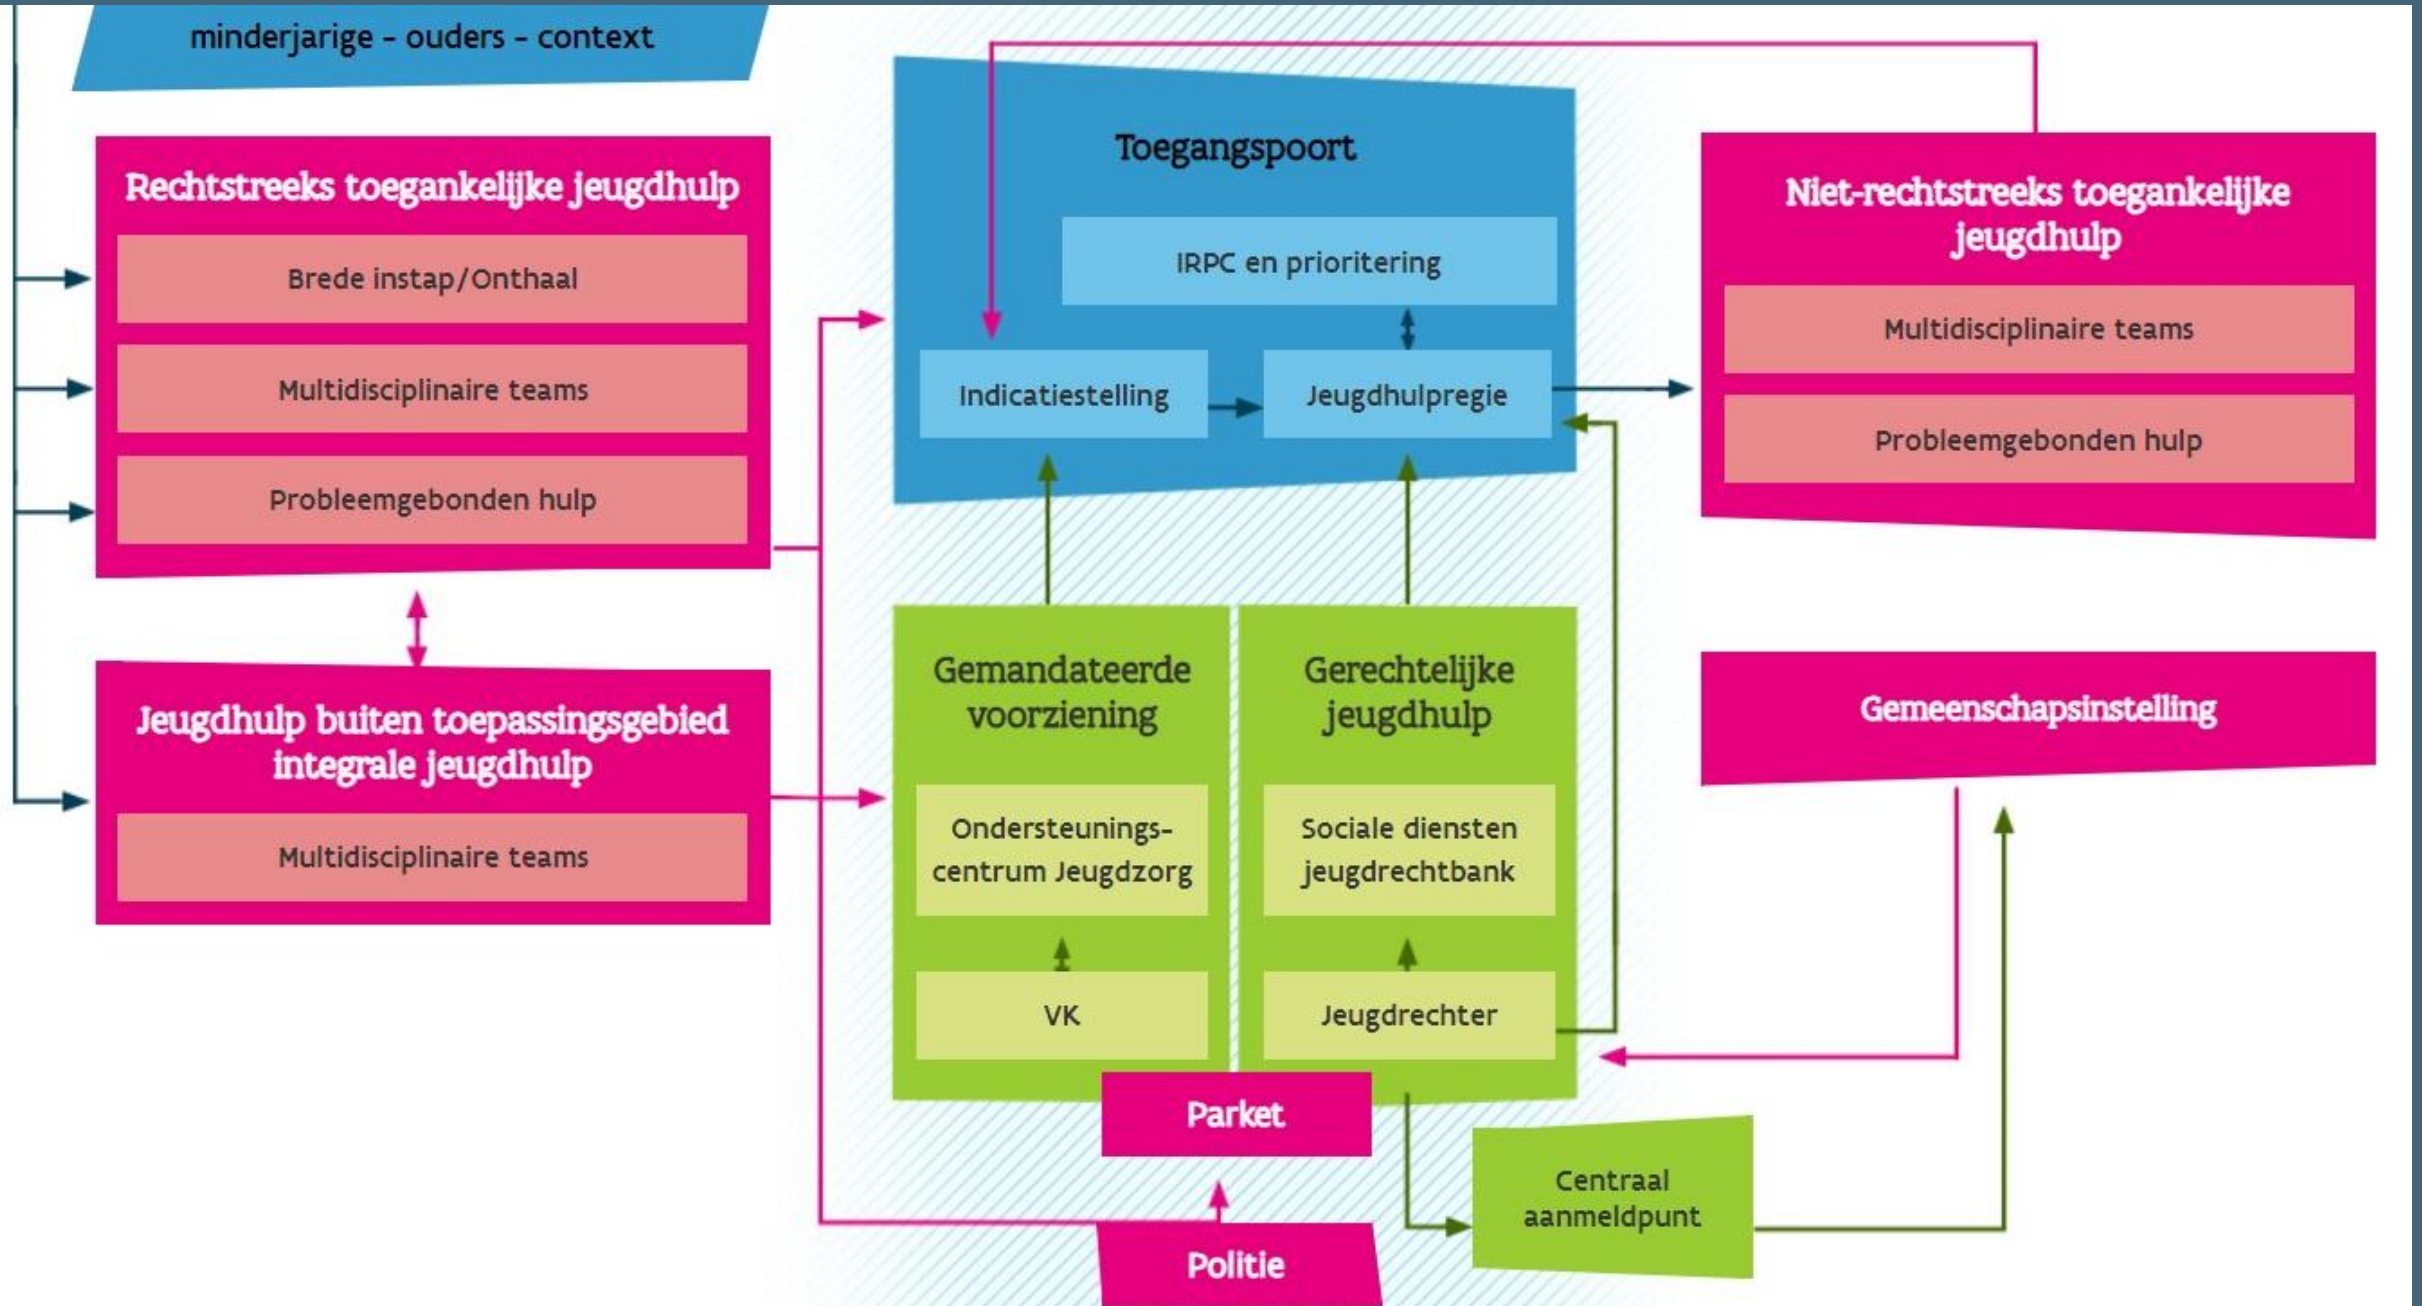 minderjarige - ouders - context
Rechtstreeks toegankelijke jeugdhulp
Brede instap/Onthaal
Multidisciplinaire teams
Probleemgebonden hulp
Jeugdhulp buiten toepassingsgebied
integrale jeugdhulp
Multidisciplinaire teams
Toegangspoort
IRPC en prioritering
Indicatiestelling
Jeugdhulpregie
Gemandateerde
voorziening
Ondersteunings-
centrum Jeugdzorg
VK
Gerechtelijke
jeugdhulp
Sociale diensten
jeugdrechtbank
Jeugdrechter
Parket
Politie
Centraal
aanmeldpunt
Niet-rechtstreeks toegankelijke
jeugdhulp
Multidisciplinaire teams
Probleemgebonden hulp
Gemeenschapsinstelling